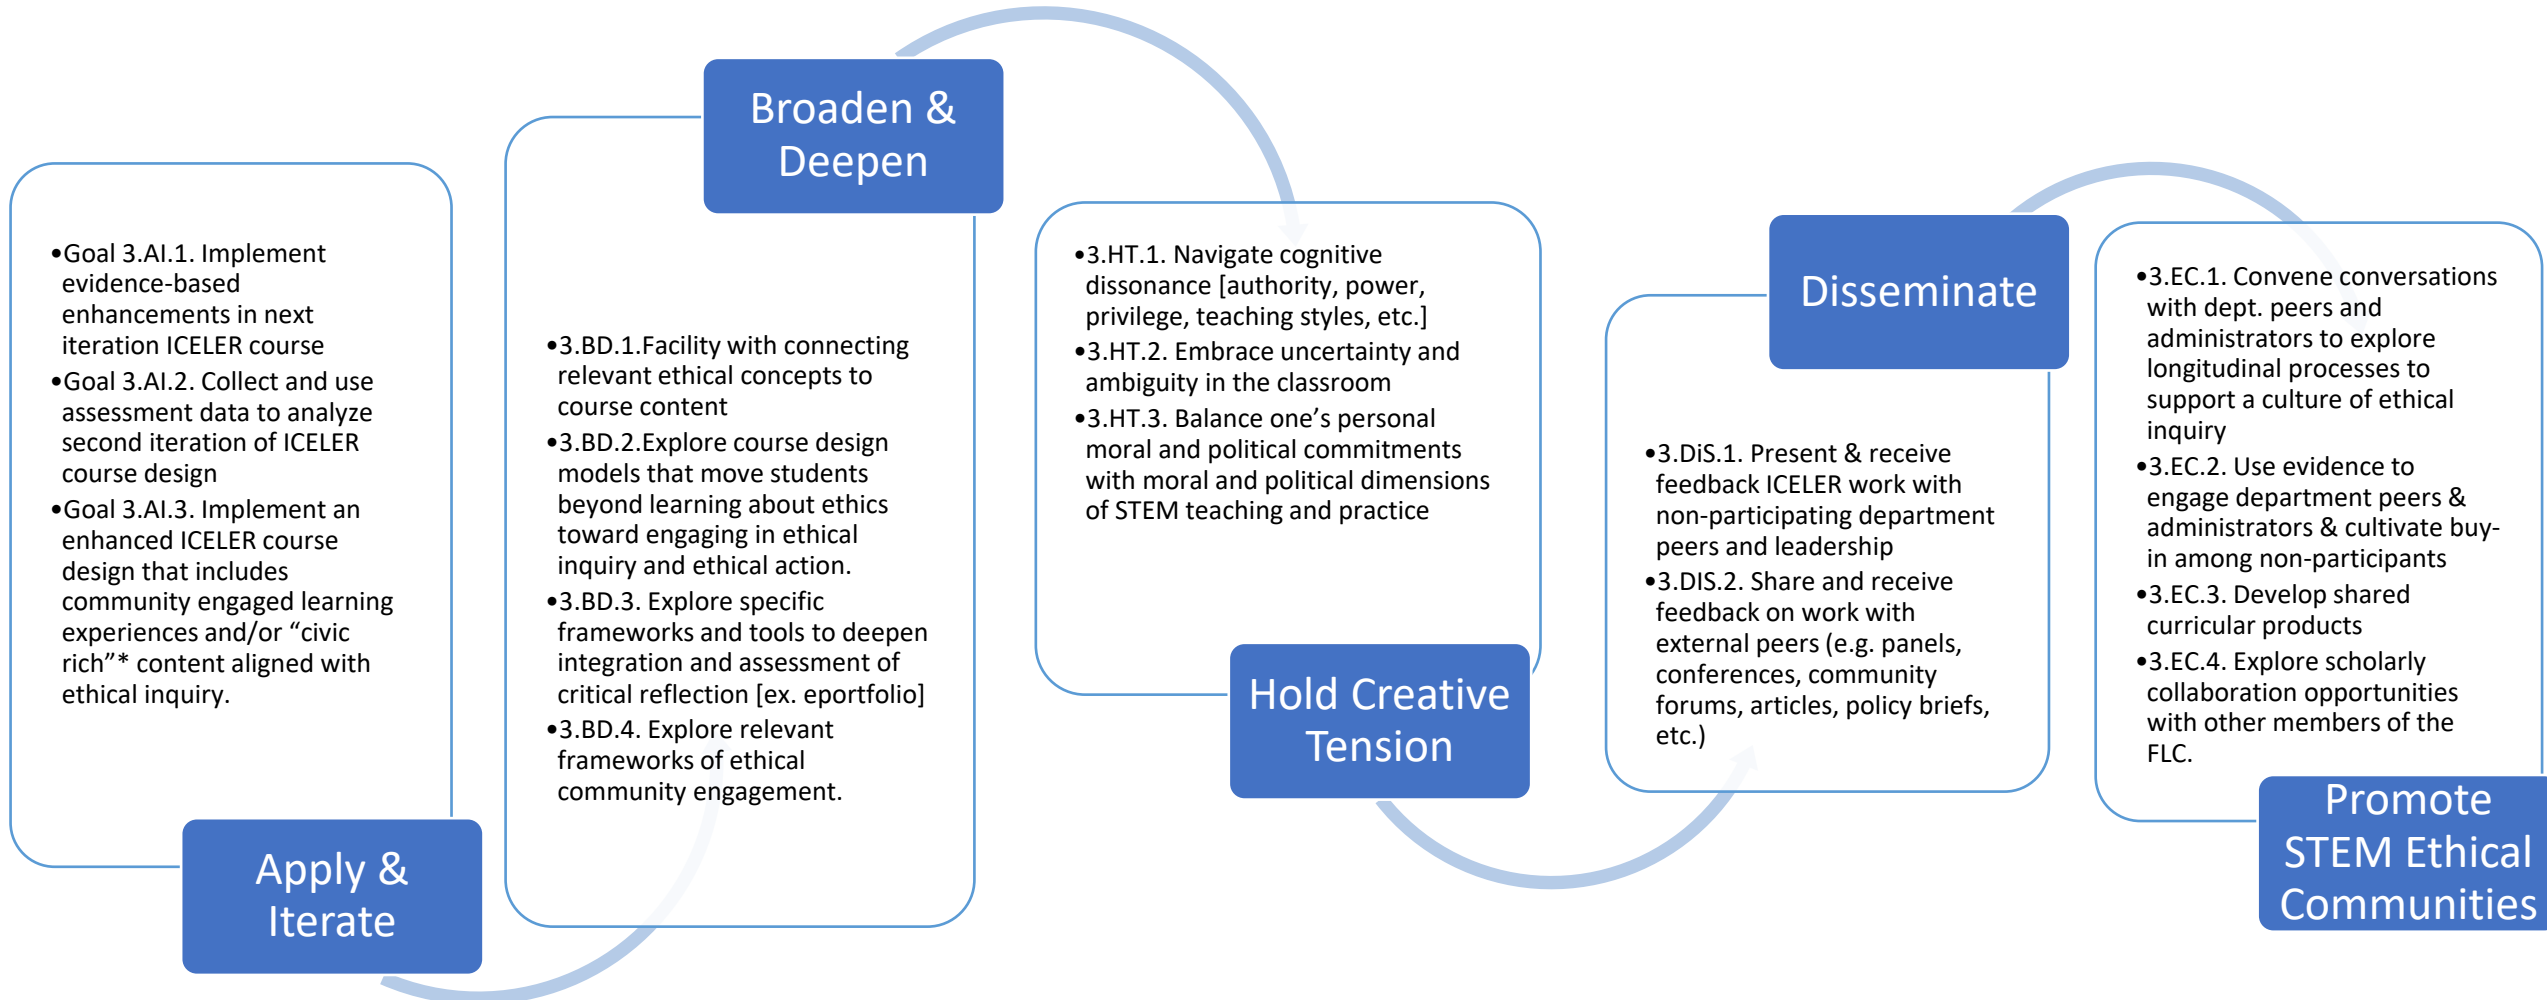 •Goal 3.AI.1. Implement
evidence-based
enhancements in next
iteration ICELER course
•Goal 3.AI.2. Collect and use
assessment data to analyze
second iteration of ICELER
course design
•Goal 3.AI.3. Implement an
enhanced ICELER course
design that includes
community engaged learning
experiences and/or “civic
rich”* content aligned with
ethical inquiry.
Apply &
Iterate
Broaden &
Deepen
•3.BD.1.Facility with connecting
relevant ethical concepts to
course content
•3.BD.2.Explore course design
models that move students
beyond learning about ethics
toward engaging in ethical
inquiry and ethical action.
•3.BD.3. Explore specific
frameworks and tools to deepen
integration and assessment of
critical reflection [ex. eportfolio]
•3.BD.4. Explore relevant
frameworks of ethical
community engagement.
•3.HT.1. Navigate cognitive
dissonance [authority, power,
privilege, teaching styles, etc.]
•3.HT.2. Embrace uncertainty and
ambiguity in the classroom
•3.HT.3. Balance one’s personal
moral and political commitments
with moral and political dimensions
of STEM teaching and practice
Hold Creative
Tension
Disseminate
•3.DiS.1. Present & receive
feedback ICELER work with
non-participating department
peers and leadership
•3.DIS.2. Share and receive
feedback on work with
external peers (e.g. panels,
conferences, community
forums, articles, policy briefs,
etc.)
•3.EC.1. Convene conversations
with dept. peers and
administrators to explore
longitudinal processes to
support a culture of ethical
inquiry
•3.EC.2. Use evidence to
engage department peers &
administrators & cultivate buy-
in among non-participants
•3.EC.3. Develop shared
curricular products
•3.EC.4. Explore scholarly
collaboration opportunities
with other members of the
FLC.
Promote
STEM Ethical
Communities